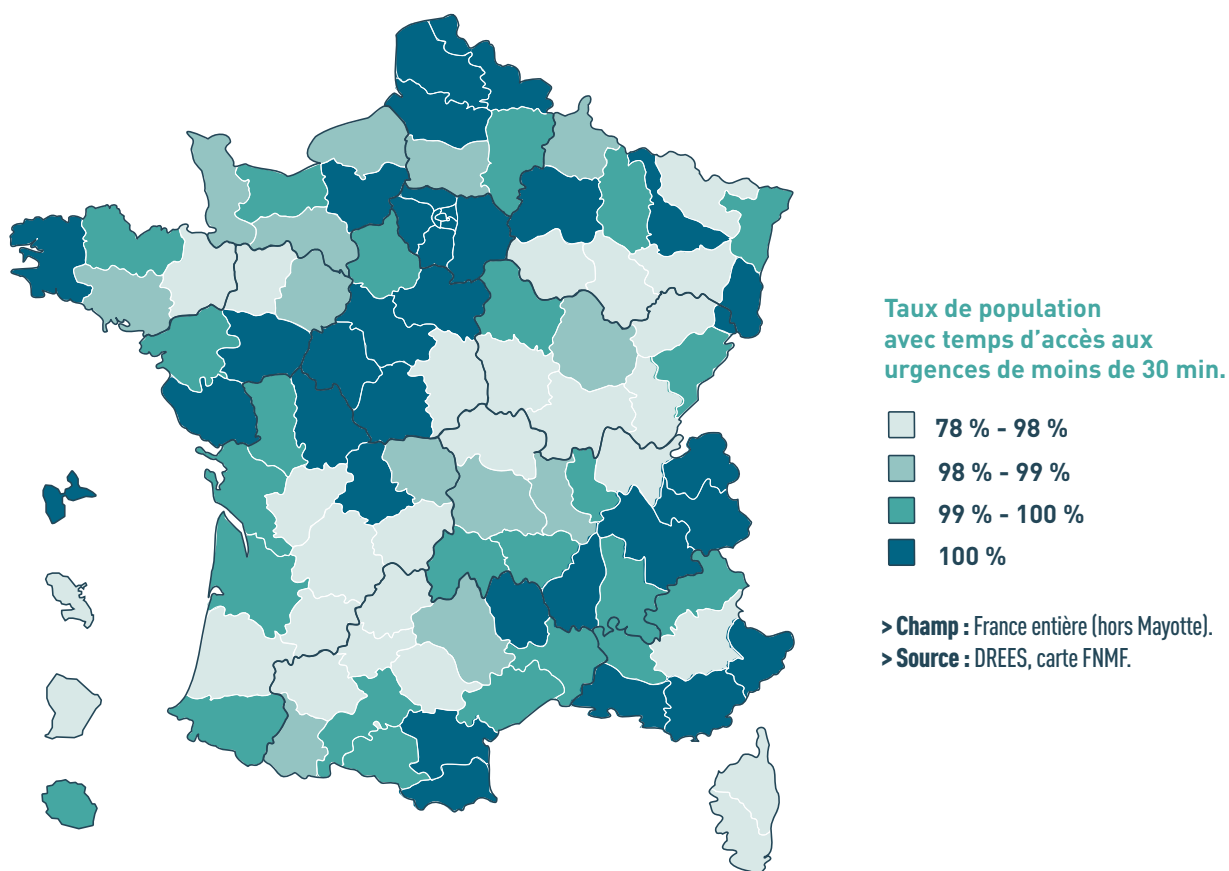 Taux de population
avec temps d’accès aux
urgences de moins de 30 min.
78 % - 98 %
98 % - 99 %
99 % - 100 %
100 %
> Champ : France entière (hors Mayotte).
> Source : DREES, carte FNMF.